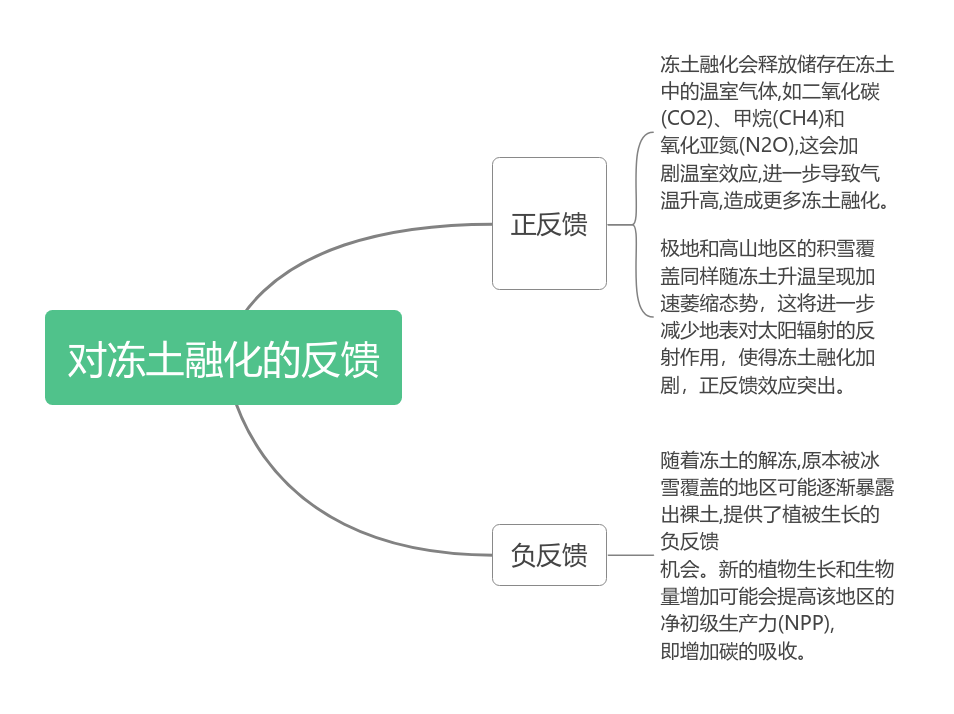 对冻土融化的反馈
正反馈
冻土融化会释放储存在冻土
中的温室气体,如二氧化碳
(CO2)、甲烷(CH4)和
氧化亚氮(N2O),这会加
剧温室效应,进一步导致气
温升高,造成更多冻土融化。
极地和高山地区的积雪覆
盖同样随冻土升温呈现加
速萎缩态势，这将进一步
减少地表对太阳辐射的反
射作用，使得冻土融化加
剧，正反馈效应突出。
负反馈
随着冻土的解冻,原本被冰
雪覆盖的地区可能逐渐暴露
出裸土,提供了植被生长的
负反馈
机会。新的植物生长和生物
量增加可能会提高该地区的
净初级生产力(NPP),
即增加碳的吸收。